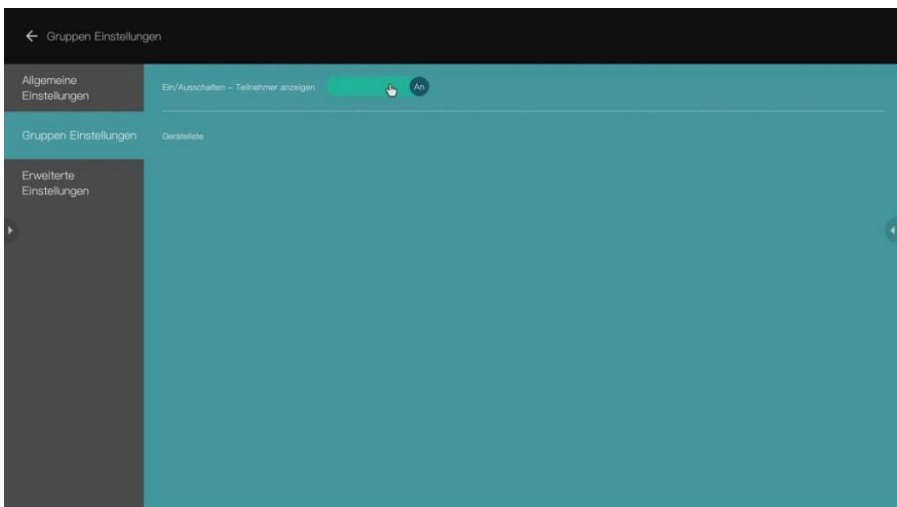 Gruppen Einstellungen
Allgemeine
Einstellungen
Ein/Ausschalten – Teilnehmer anzeigen
An
Gruppen Einstellungen
Geräteliste
Erweiterte
Einstellungen